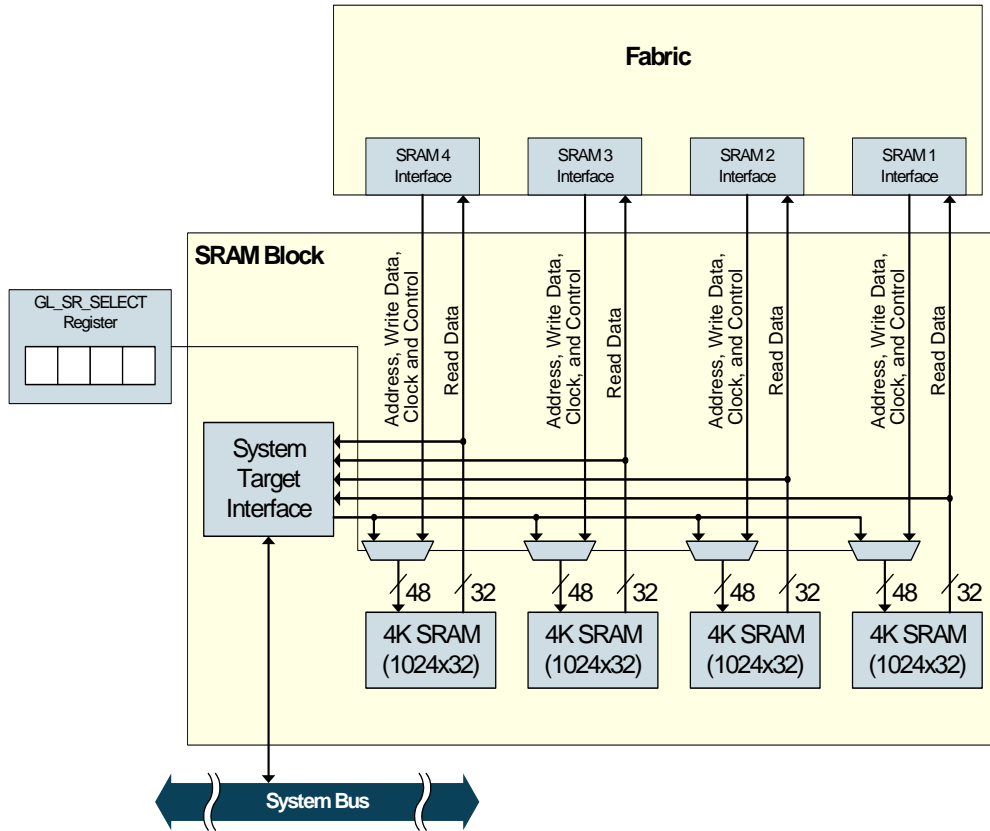 Fabric
SRAM 4
Interface
SRAM 3
Interface
SRAM 2
Interface
SRAM 1
Interface
SRAM Block
GL_SR_SELECT
Register
Address, Write Data,
Clock, and Control
Read Data
Address, Write Data,
Clock, and Control
Read Data
Address, Write Data,
Clock, and Control
Read Data
Address, Write Data,
Clock, and Control
Read Data
System
Target
Interface
48
32
48
32
48
32
48
32
4K SRAM
(1024x32)
4K SRAM
(1024x32)
4K SRAM
(1024x32)
4K SRAM
(1024x32)
System Bus